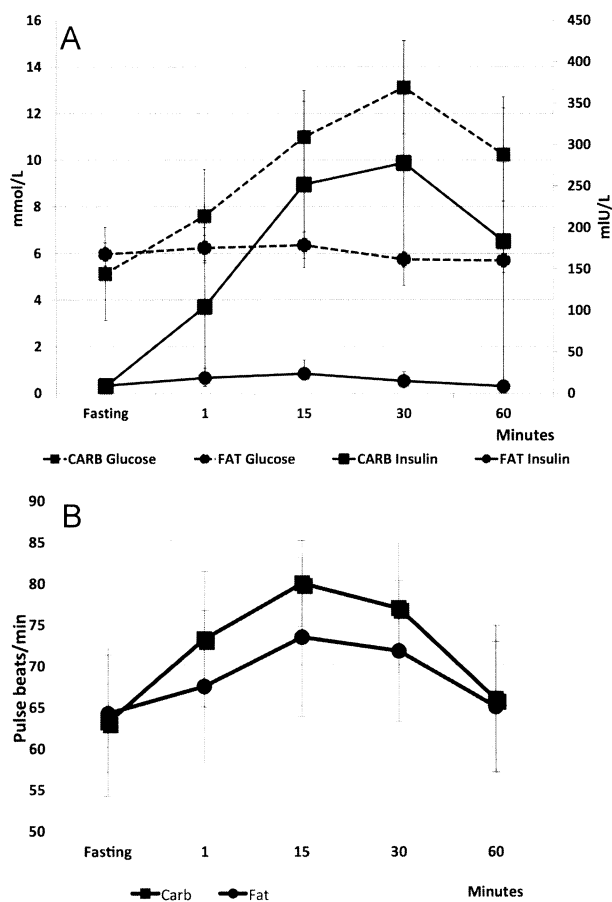 A
16
14
12
10
8
6
4
2
0
mmol/L
450
400
350
300
250
200
150
100
50
0
mIU/L
Fasting 1 15 30 60
Minutes
CARB Glucose FAT Glucose CARB Insulin FAT Insulin
B
90
85
80
75
70
65
60
55
50
Pulse beats/min
Fasting 1 15 30 60
Carb Fat Minutes